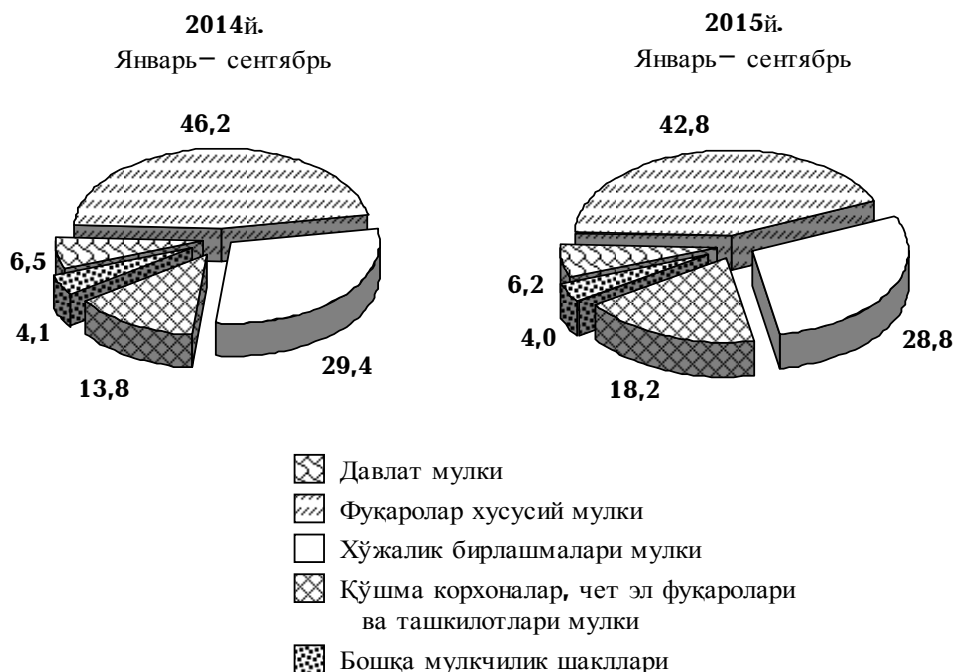 2014й.
Январь– сентябрь
46,2
6,5
4,1
13,8
29,4
2015й.
Январь– сентябрь
42,8
6,2
4,0
18,2
28,8
Давлат мулки
Фуқаролар хусусий мулки
Хўжалик бирлашмалари мулки
Қўшма корхоналар, чет эл фуқаролари
ва ташкилотлари мулки
Бошқа мулкчилик шакллари